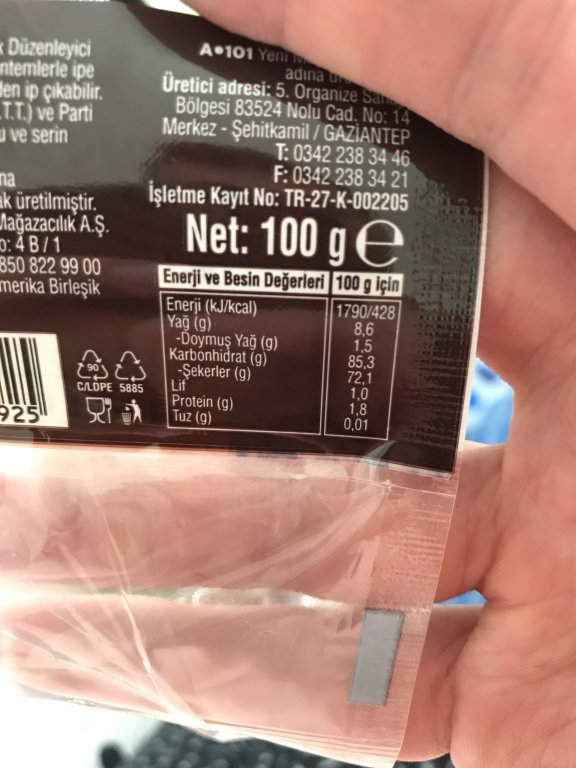 Düzenleyici
ntemlerle ipe
den ip çıkabilir.
T.T.) ve Parti
u ve serin
na
ak üretilmiştir.
Mağazacılık A.Ş.
o: 4 B / 1
850 822 99 00
merika Birleşik
925
90
C/LDPE 5885
A101 Yeni
adına
Üretici adresi: 5. Organize
Bölgesi 83524 Nolu Cad. No: 14
Merkez - Şehitkamil / GAZİANTEP
T: 0342 238 34 46
F: 0342 238 34 21
İşletme Kayıt No: TR-27-K-002205
Net: 100 g e
Enerji ve Besin Değerleri 100 g için
Enerji (kJ/kcal) 1790/428
Yağ (g) 8,6
-Doymuş Yağ (g) 1,5
Karbonhidrat (g) 85,3
-Şekerler (g) 72,1
Lif 1,0
Protein (g) 1,8
Tuz (g) 0,01